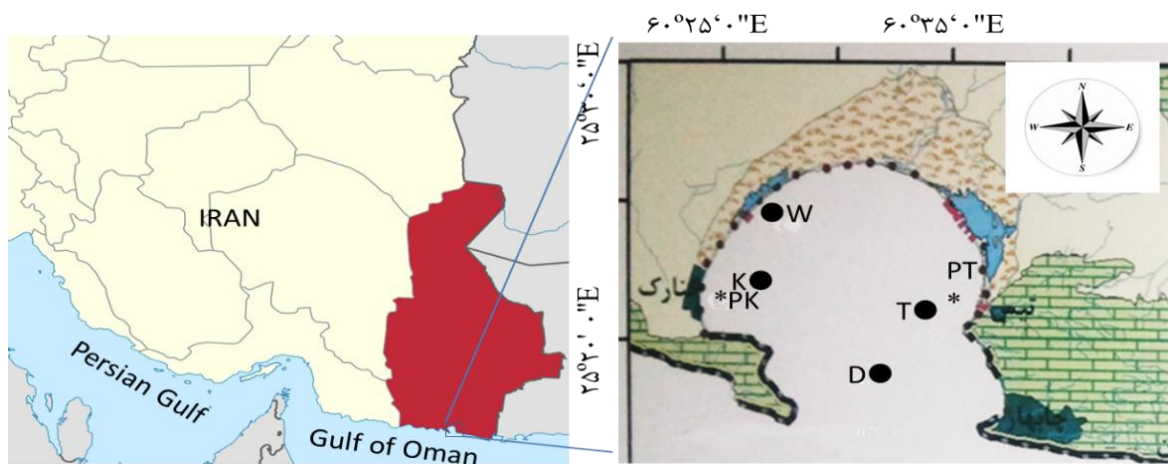 ۶۰°۲۵‘۰"E
۶۰°۳۵‘۰"E
۲۵°۳۰‘۰"E
۲۵°۲۰'۰"E
IRAN
Persian Gulf
Gulf of Oman
N
W
E
S
W
K
*PK
نارک
PT
*
T
D